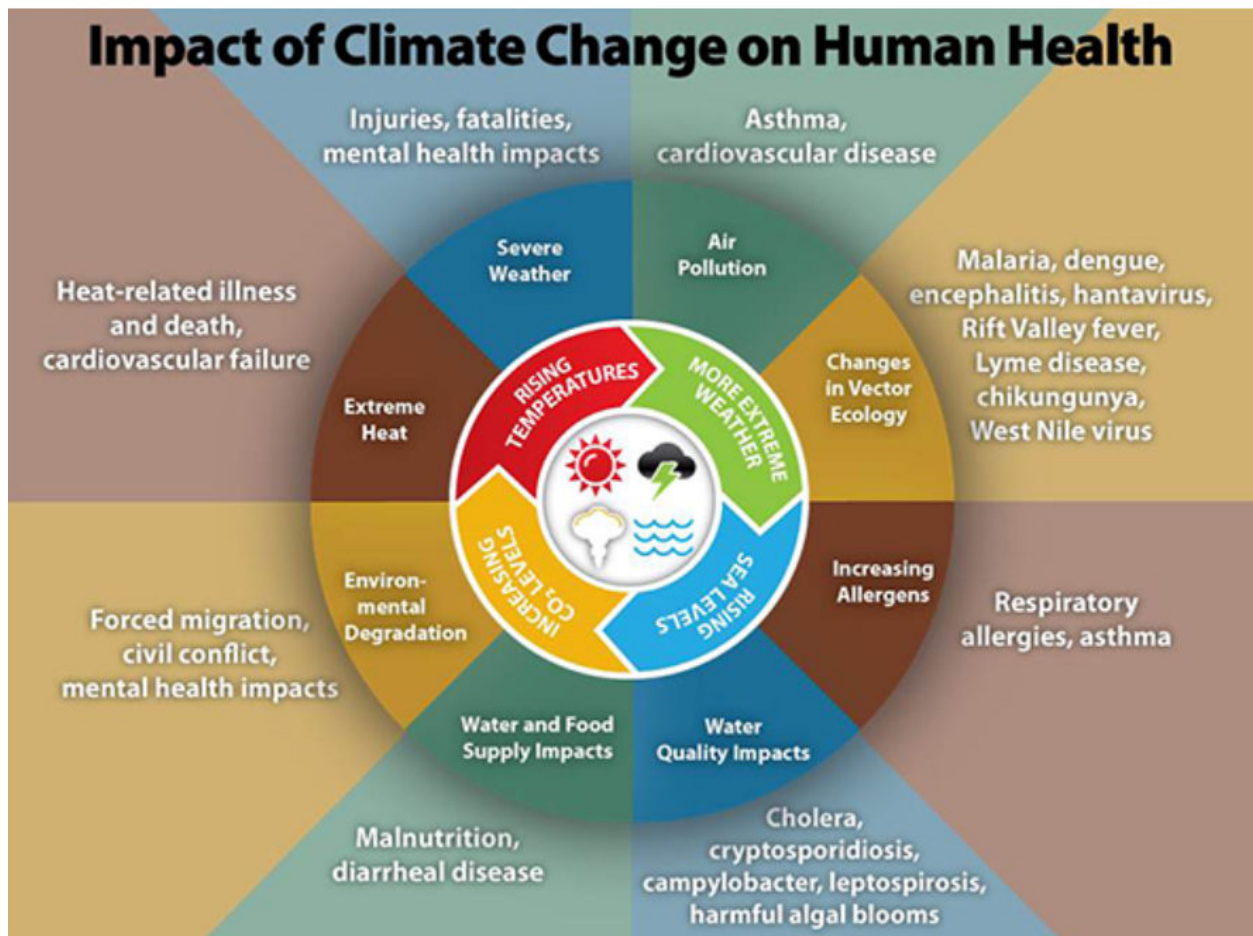 Impact of Climate Change on Human Health
Injuries, fatalities,
mental health impacts
Asthma,
cardiovascular disease
Severe
Weather
Air
Pollution
Heat-related illness
and death,
cardiovascular failure
Malaria, dengue,
encephalitis, hantavirus,
Rift Valley fever,
Lyme disease,
chikungunya,
West Nile virus
Extreme
Heat
Changes
in Vector
Ecology
RISING
TEMPERATURES
MORE EXTREME
WEATHER
INCREASING
CO₂ LEVELS
RISING
SEA LEVELS
Environ-
mental
Degradation
Increasing
Allergens
Forced migration,
civil conflict,
mental health impacts
Respiratory
allergies, asthma
Water and Food
Supply Impacts
Water
Quality Impacts
Malnutrition,
diarrheal disease
Cholera,
cryptosporidiosis,
campylobacter, leptospirosis,
harmful algal blooms